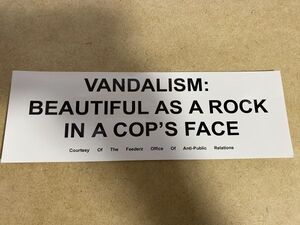 VANDALISM:
BEAUTIFUL AS A ROCK
IN A COP'S FACE
Courtesy Of The Feederz Office Of Anti-Public Relations